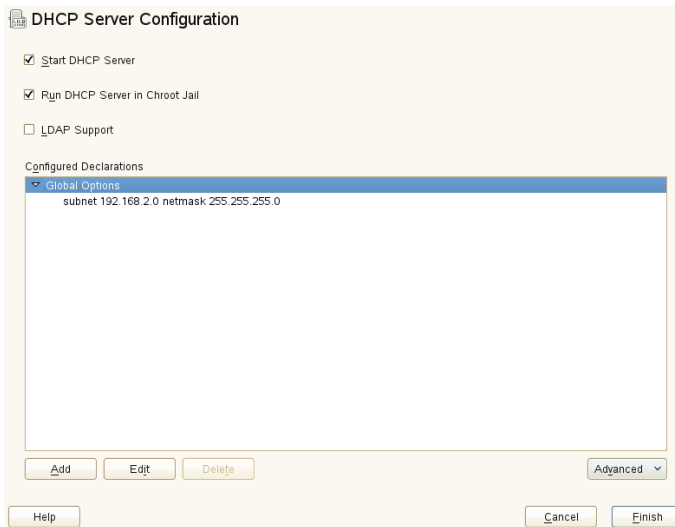 DHCP Server Configuration
Start DHCP Server
Run DHCP Server in Chroot Jail
LDAP Support
Configured Declarations
Global Options
subnet 192.168.2.0 netmask 255.255.255.0
Add Edit Delete Advanced
Help Cancel Finish